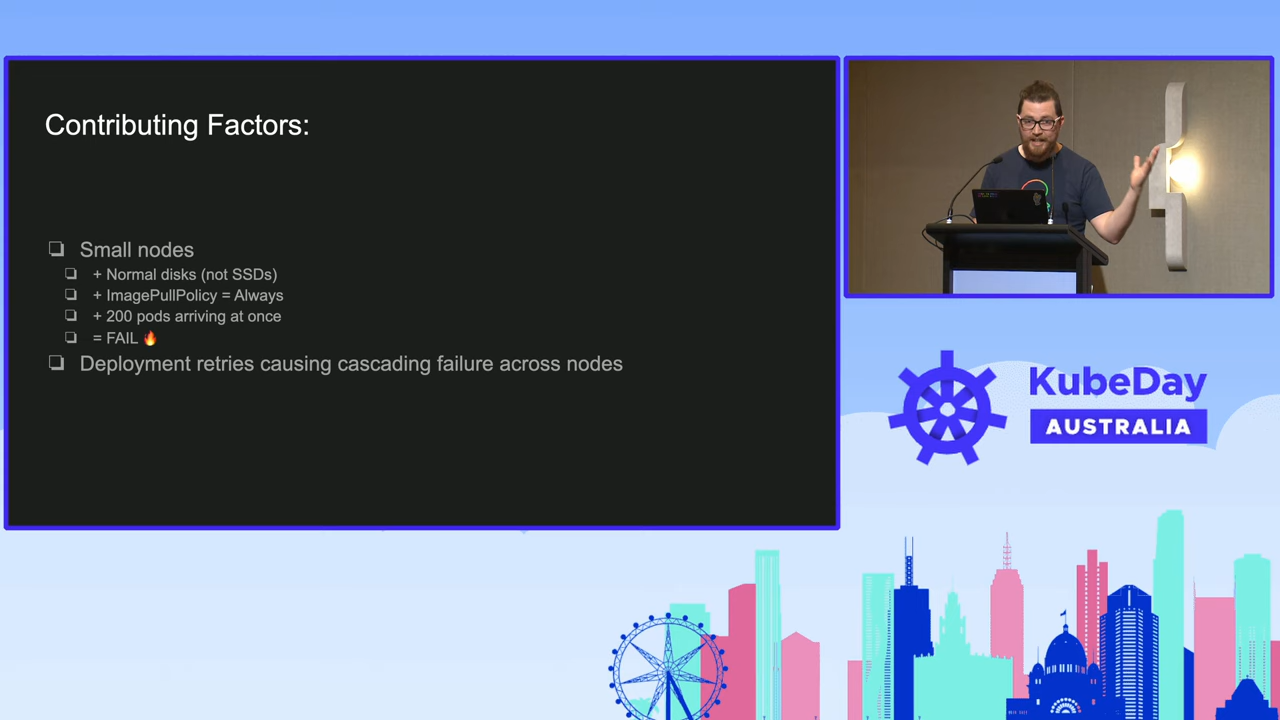 Contributing Factors:
Small nodes
+ Normal disks (not SSDs)
+ ImagePullPolicy = Always
+ 200 pods arriving at once
= FAIL 🔥
Deployment retries causing cascading failure across nodes
KubeDay
AUSTRALIA